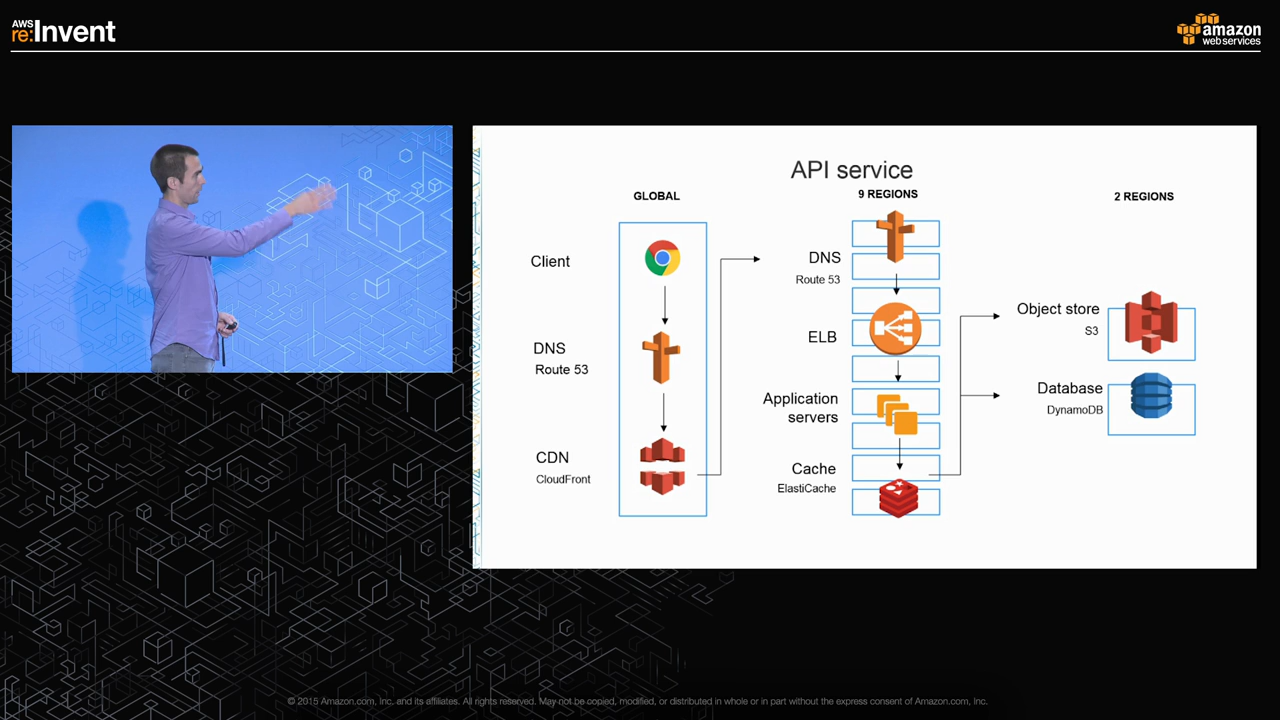 AWS
re:Invent
amazon
web services
API service
GLOBAL
9 REGIONS
2 REGIONS
Client
DNS
Route 53
CDN
CloudFront
DNS
Route 53
ELB
Application
servers
Cache
ElastiCache
Object store
S3
Database
DynamoDB
© 2015 Amazon.com, Inc. and its affiliates. All rights reserved. May not be copied, modified, or distributed in whole or in part without the express consent of Amazon.com, Inc.